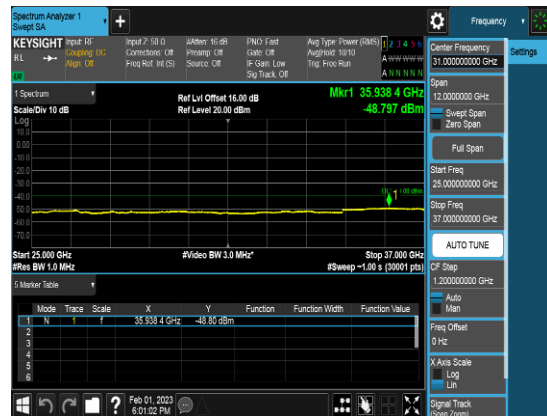 Spectrum Analyzer 1
Swept SA
+
Frequency
KEYSIGHT
RL
Input: RF
Coupling: DC
Align: Off
Input Z: 50 Ω
Corrections: Off
Freq Ref: Int (S)
#Atten: 16 dB
Preamp: Off
Source: Off
PNO: Fast
Gate: Off
IF Gain: Low
Sig Track: Off
Avg Type: Power (RMS)
Avg|Hold: 10/10
Trig: Free Run
1 2 3 4 5 6
A W W W W W
A N N N N N
1 Spectrum
Scale/Div 10 dB
Log
Ref Lvl Offset 16.00 dB
Ref Level 20.00 dBm
Mkr1 35.938 4 GHz
-48.797 dBm
10.0
0.00
-10.0
-20.0
-30.0
-40.0
-50.0
-60.0
-70.0
1
Start 25.000 GHz
#Res BW 1.0 MHz
#Video BW 3.0 MHz*
Stop 37.000 GHz
#Sweep ~1.00 s (30001 pts)
5 Marker Table
Mode Trace Scale X Y Function Function Width Function Value
1 N 1 f 35.938 4 GHz -48.80 dBm
2
3
4
5
6
Feb 01, 2023
6:01:02 PM
Center Frequency
31.000000000 GHz
Settings
Span
12.0000000 GHz
Swept Span
Zero Span
Full Span
Start Freq
25.000000000 GHz
Stop Freq
37.000000000 GHz
AUTO TUNE
CF Step
1.200000000 GHz
Auto
Man
Freq Offset
0 Hz
X Axis Scale
Log
Lin
Signal Track
(Span Zoom)